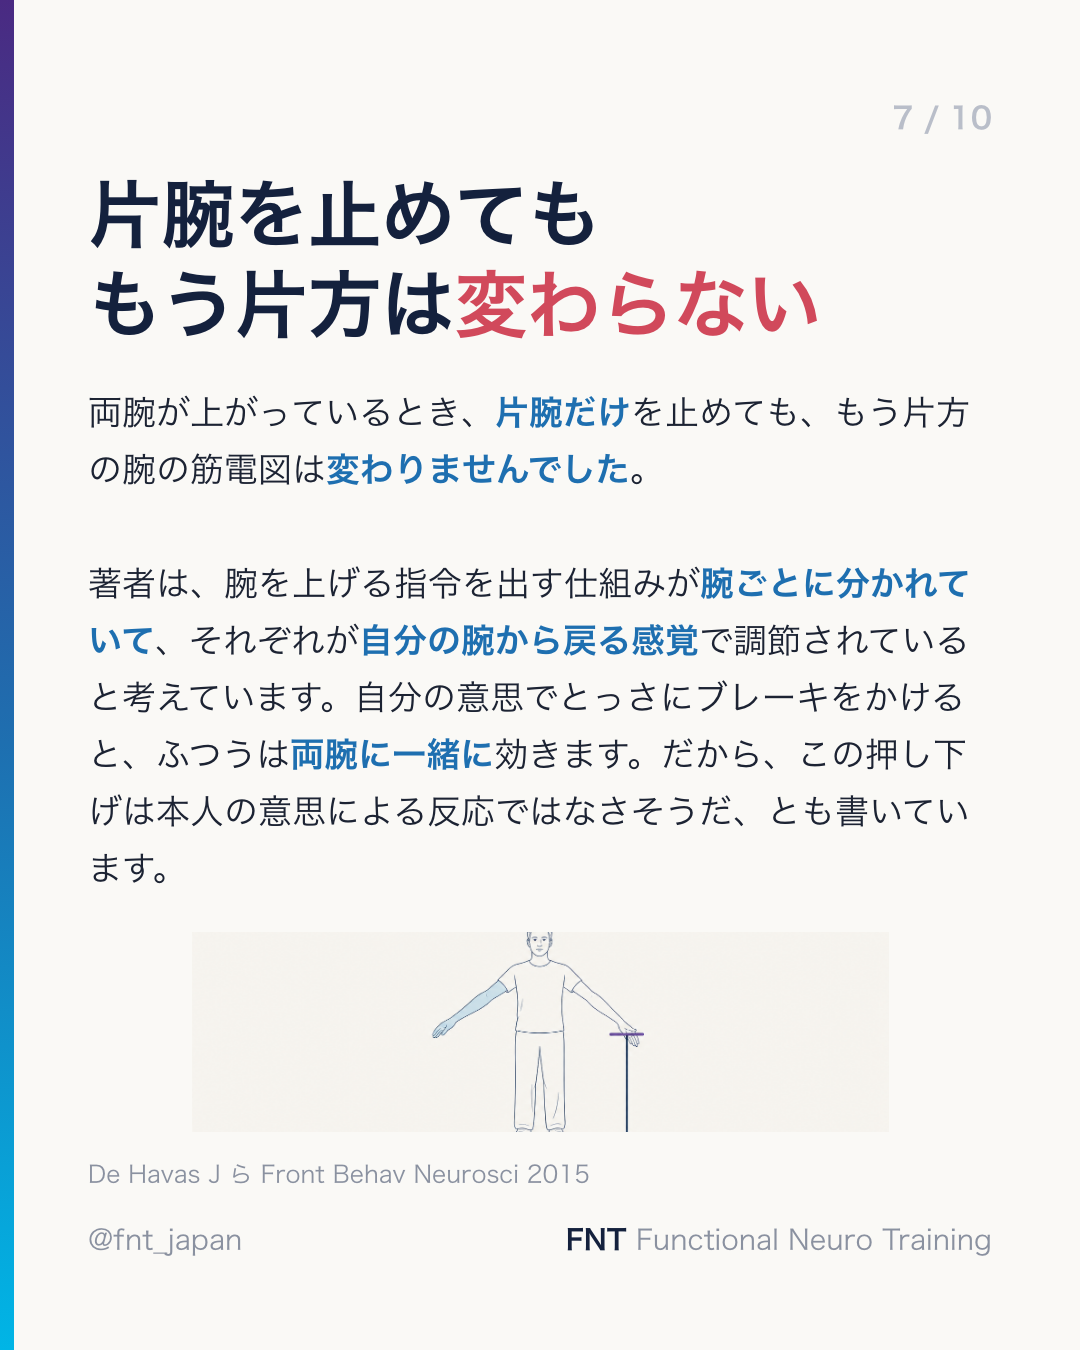 7 / 10
片腕を止めても
もう片方は変わらない
両腕が上がっているとき、片腕だけを止めても、もう片方
の腕の筋電図は変わりませんでした。
著者は、腕を上げる指令を出す仕組みが腕ごとに分かれて
いて、それぞれが自分の腕から戻る感覚で調節されている
と考えています。自分の意思でとっさにブレーキをかける
と、ふつうは両腕に一緒に効きます。だから、この押し下
げは本人の意思による反応ではなさそうだ、とも書いてい
ます。
De Havas J ら Front Behav Neurosci 2015
@fnt_japan
FNT Functional Neuro Training